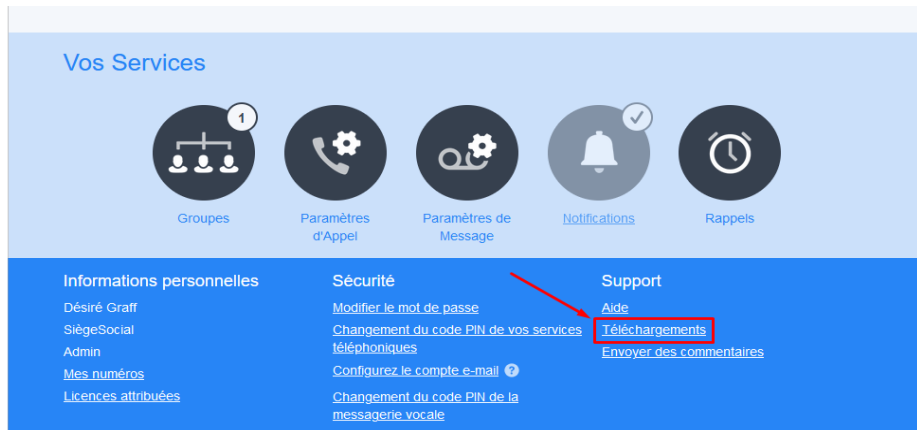 Vos Services
1
Groupes
Paramètres
d'Appel
Paramètres de
Message
Notifications
Rappels
Informations personnelles
Désiré Graff
SiègeSocial
Admin
Mes numéros
Licences attribuées
Sécurité
Modifier le mot de passe
Changement du code PIN de vos services
téléphoniques
Configurez le compte e-mail ?
Changement du code PIN de la
messagerie vocale
Support
Aide
Téléchargements
Envoyer des commentaires